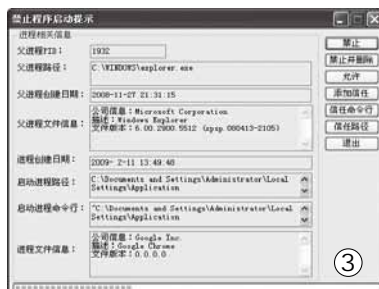 禁止程序启动提示
进程相关信息
父进程PID： 1932
父进程路径： C:\WINDOWS\explorer.exe
父进程创建日期： 2008-11-27 21:31:15
父进程文件信息： 公司信息：Microsoft Corporation
描述：Windows Explorer
文件版本：6.00.2900.5512 (xpsp.080413-2105)
进程创建日期： 2009- 2-11 13:49:48
启动进程路径： C:\Documents and Settings\Administrator\Local
Settings\Application
启动进程命令行： "C:\Documents and Settings\Administrator\Local
Settings\Application
进程文件信息： 公司信息：Google Inc.
描述：Google Chrome
文件版本：0.0.0.0
禁止
禁止并删除
允许
添加信任
信任命令行
信任路径
退出
③